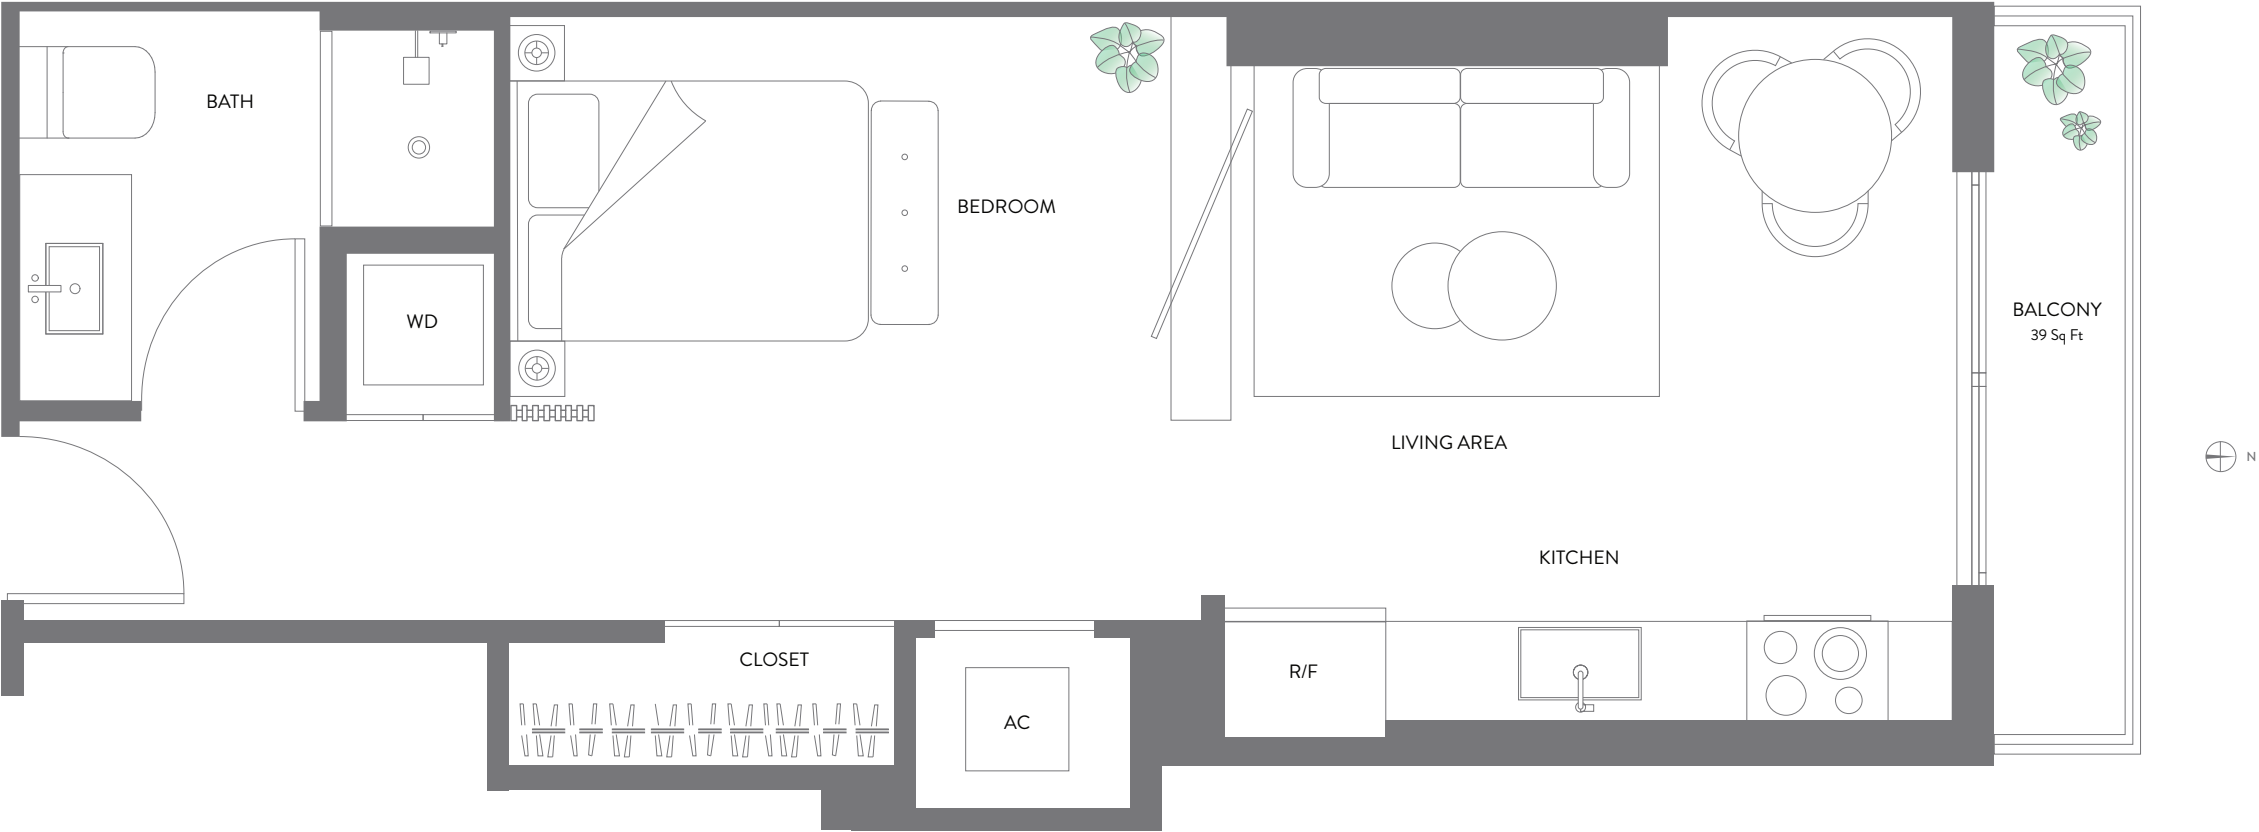 BATH
BEDROOM
WD
BALCONY
39 Sq Ft
LIVING AREA
N
KITCHEN
CLOSET
R/F
AC